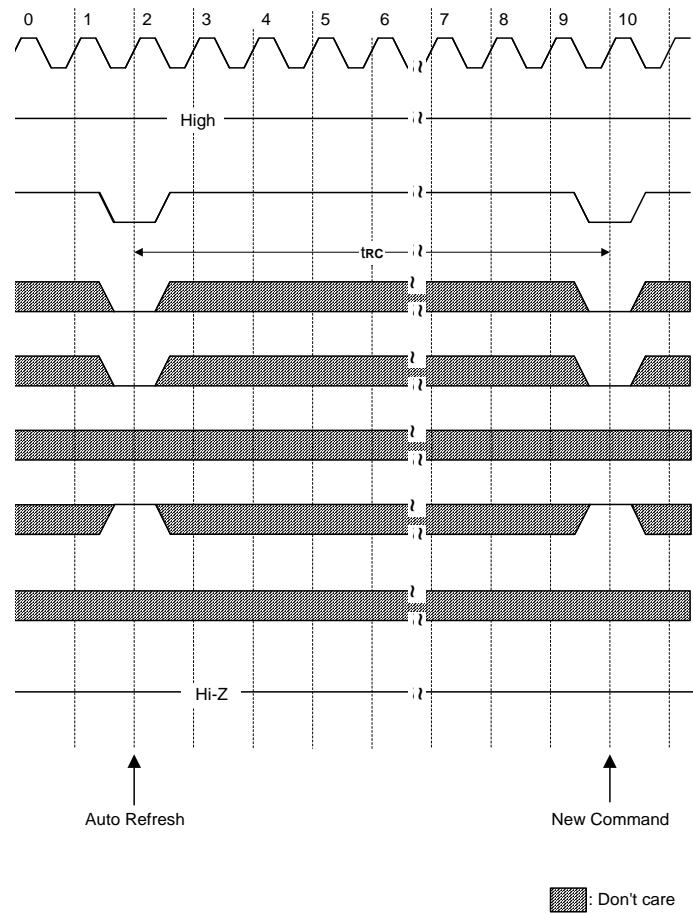 0 1 2 3 4 5 6 7 8 9 10
High
tRC
Hi-Z
Auto Refresh New Command
: Don't care